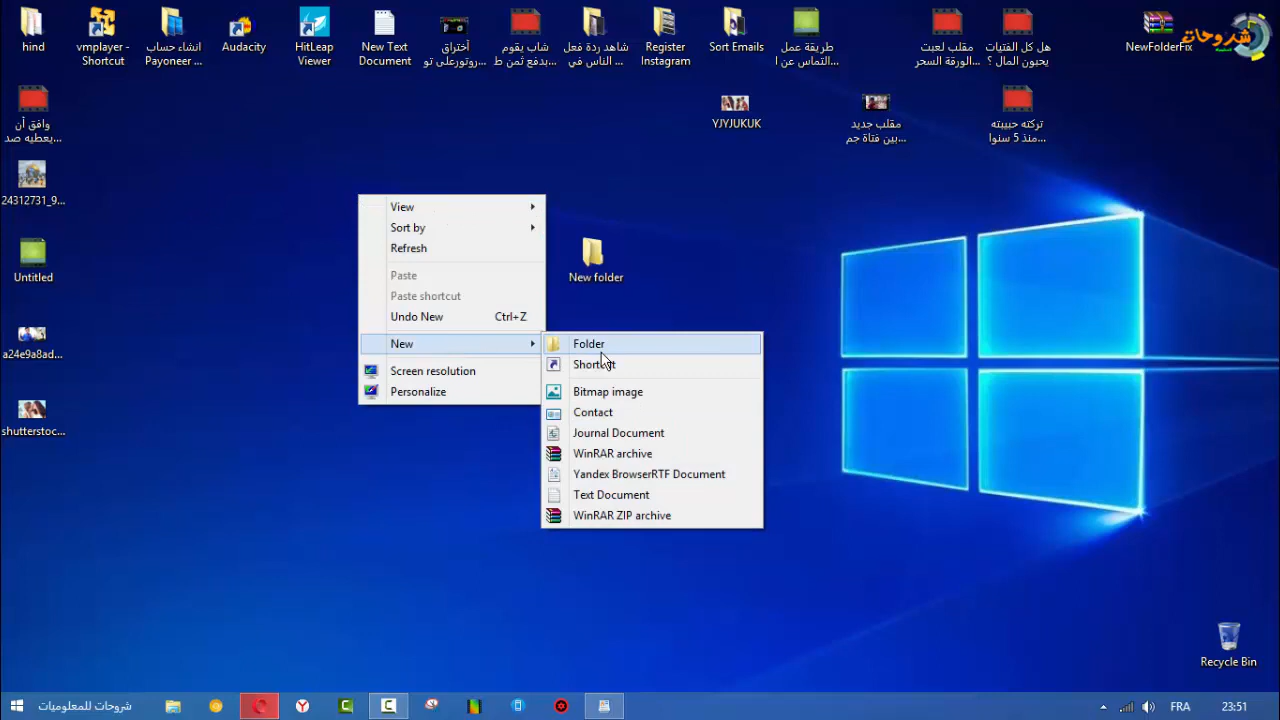 hind
vmplayer -
Shortcut
انشاء حساب
Payoneer ...
Audacity
HitLeap
Viewer
New Text
Document
أختراق
...روتورعلى تو
شاب يقوم
...بدفع ثمن ط
شاهد ردة فعل
... الناس في
Register
Instagram
Sort Emails
طريقة عمل
...التماس عن ا
مقلب لعبت
...الورقة السحر
هل كل الفتيات
يحبون المال ؟
NewFolderFix
شروحات
وافق أن
...يعطيه صد
YJYJUKUK
مقلب جديد
...بين فتاة جم
تركته حبيبته
...منذ 5 سنوا
24312731_9...
Untitled
a24e9a8ad...
shutterstoc...
New folder
View
Sort by
Refresh
Paste
Paste shortcut
Undo New Ctrl+Z
New
Screen resolution
Personalize
Folder
Shortcut
Bitmap image
Contact
Journal Document
WinRAR archive
Yandex BrowserRTF Document
Text Document
WinRAR ZIP archive
Recycle Bin
شروحات للمعلوميات
FRA
23:51